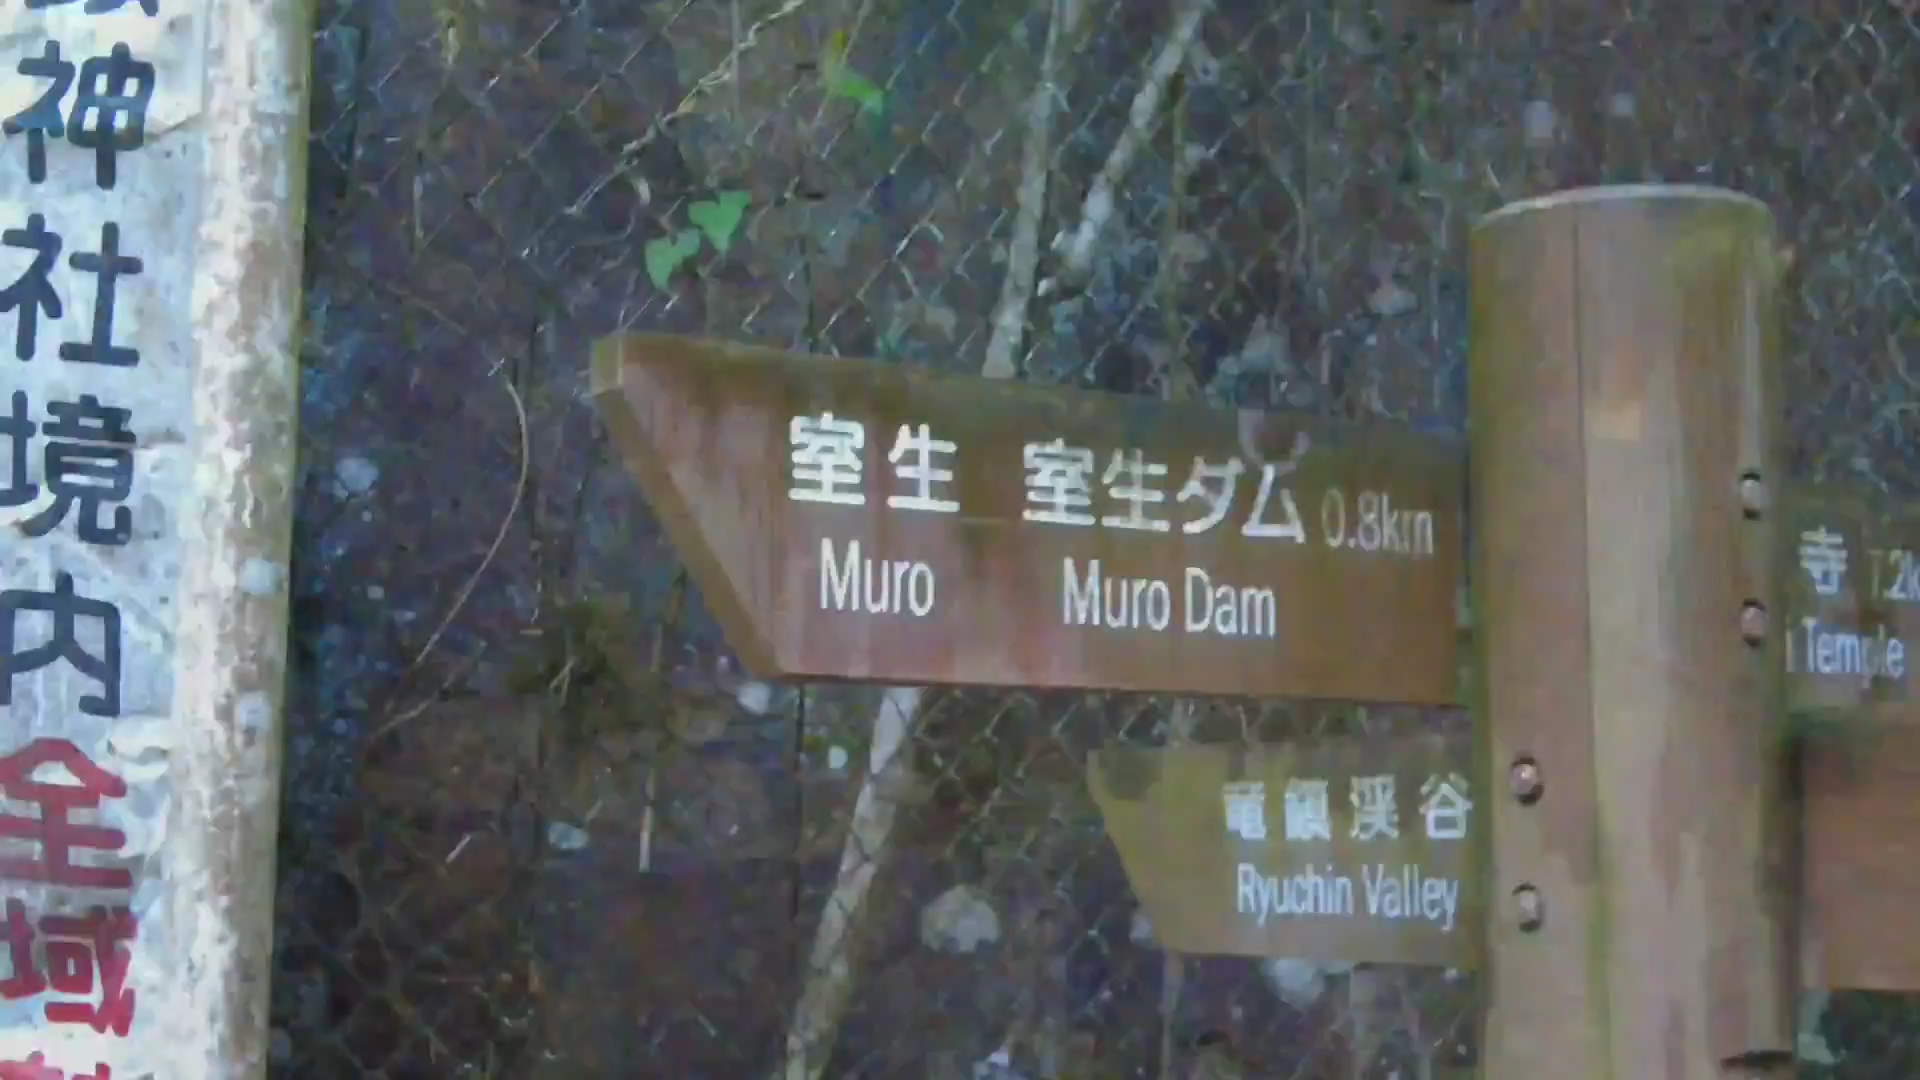 神社境内全域
室生 室生ダム 0.8km
Muro Muro Dam
竜鎮渓谷
Ryuchin Valley
寺
Temple